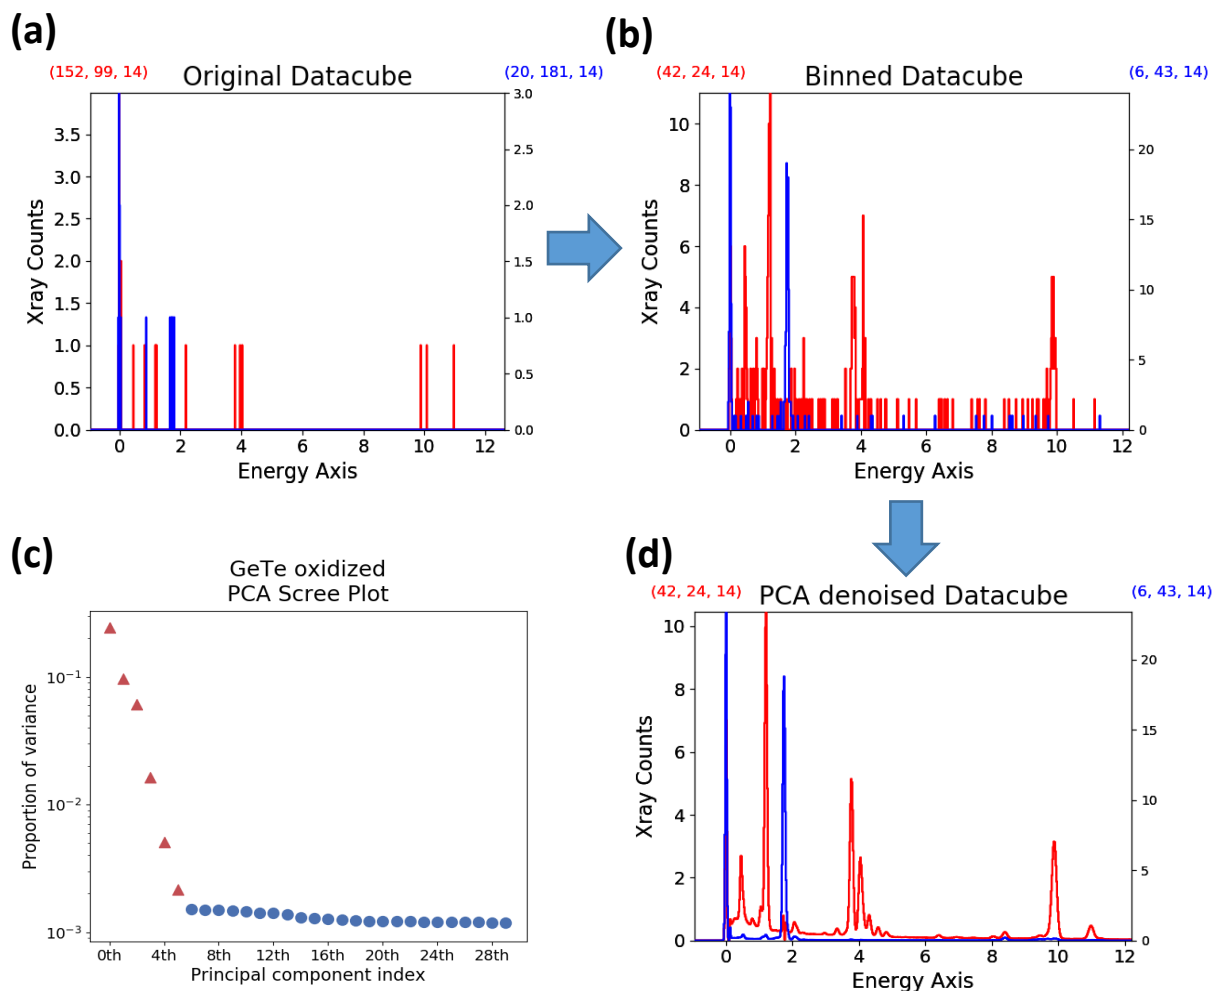 (a)
(152, 99, 14) Original Datacube (20, 181, 14)
Xray Counts
3.5
3.0
2.5
2.0
1.5
1.0
0.5
0.0
3.0
2.5
2.0
1.5
1.0
0.5
0.0
0 2 4 6 8 10 12
Energy Axis
(b)
(42, 24, 14) Binned Datacube (6, 43, 14)
Xray Counts
10
8
6
4
2
0
20
15
10
5
0
0 2 4 6 8 10 12
Energy Axis
(c)
GeTe oxidized
PCA Scree Plot
Proportion of variance
10⁻¹
10⁻²
10⁻³
0th 4th 8th 12th 16th 20th 24th 28th
Principal component index
(d)
(42, 24, 14) PCA denoised Datacube (6, 43, 14)
Xray Counts
10
8
6
4
2
0
20
15
10
5
0
0 2 4 6 8 10 12
Energy Axis